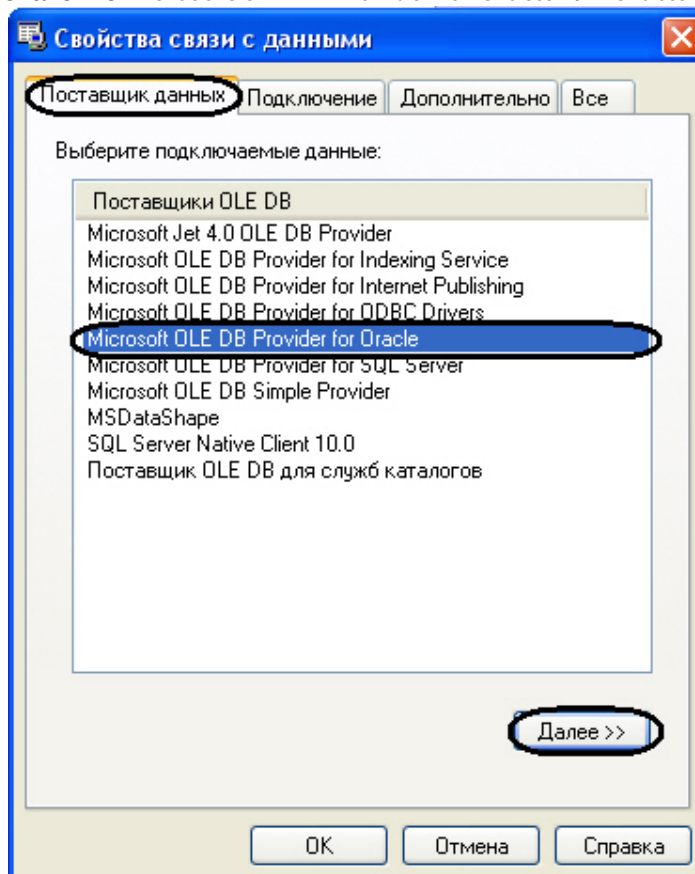 Свойства связи с данными
Поставщик данных Подключение Дополнительно Все
Выберите подключаемые данные:
Поставщики OLE DB
Microsoft Jet 4.0 OLE DB Provider
Microsoft OLE DB Provider for Indexing Service
Microsoft OLE DB Provider for Internet Publishing
Microsoft OLE DB Provider for ODBC Drivers
Microsoft OLE DB Provider for Oracle
Microsoft OLE DB Provider for SQL Server
Microsoft OLE DB Simple Provider
MSDataShape
SQL Server Native Client 10.0
Поставщик OLE DB для служб каталогов
Далее >>
ОК Отмена Справка